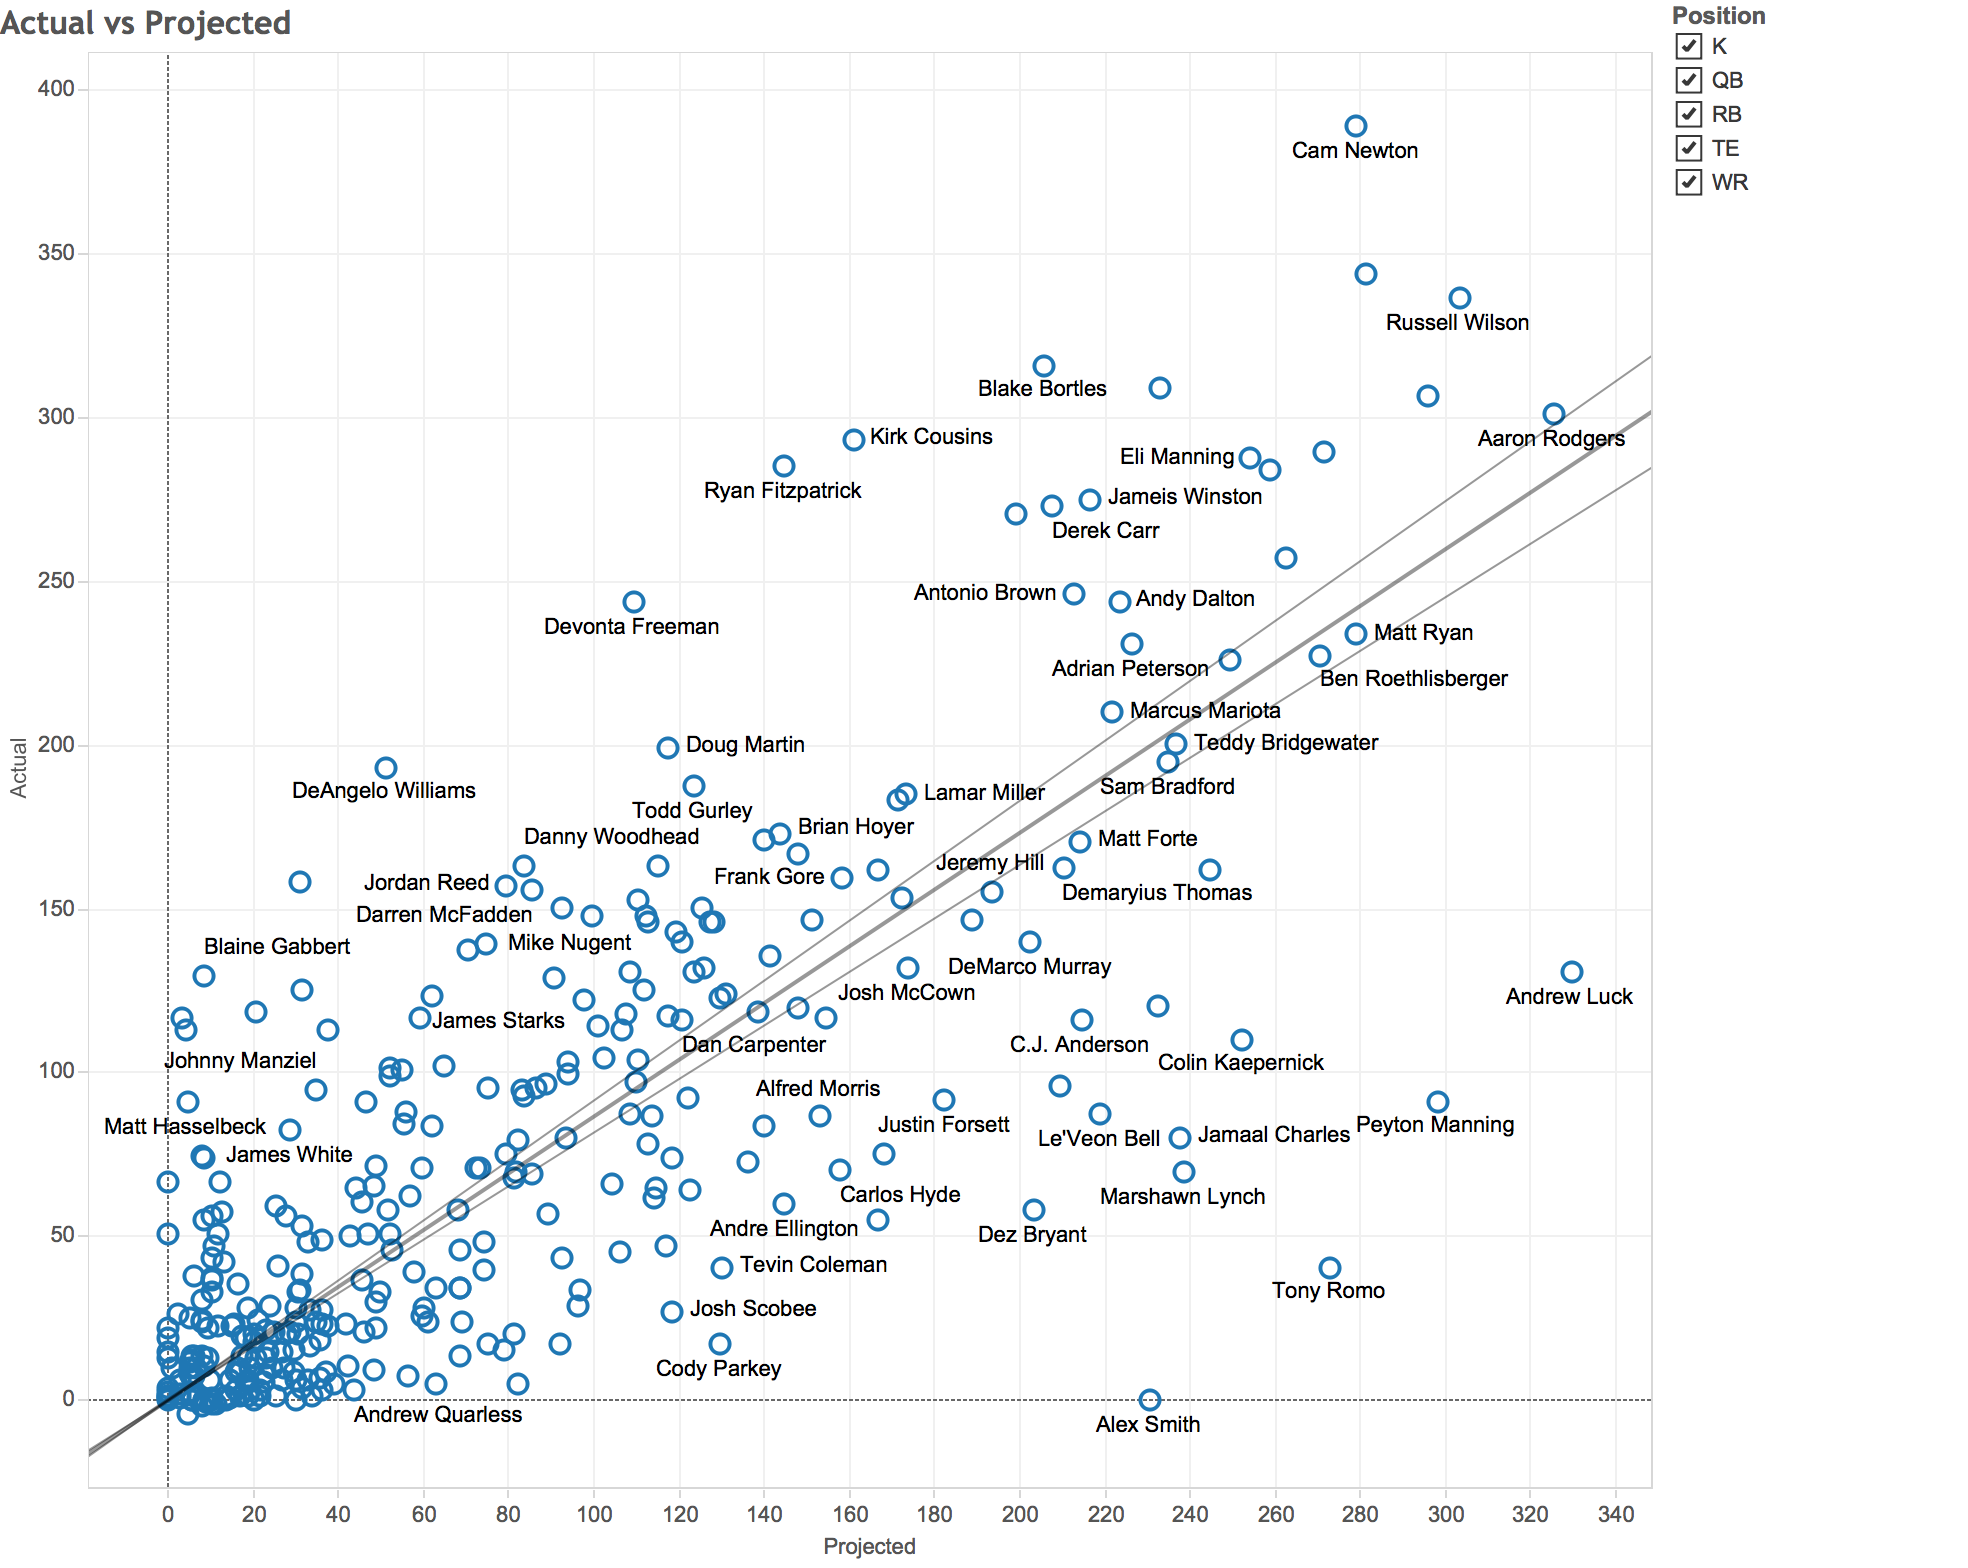 Actual vs Projected
Position
K
QB
RB
TE
WR
400
350
300
250
200
150
100
50
0
Actual
Cam Newton
Russell Wilson
Blake Bortles
Aaron Rodgers
Kirk Cousins
Eli Manning
Ryan Fitzpatrick
Jameis Winston
Derek Carr
Antonio Brown
Andy Dalton
Devonta Freeman
Matt Ryan
Adrian Peterson
Ben Roethlisberger
Marcus Mariota
Doug Martin
Teddy Bridgewater
DeAngelo Williams
Sam Bradford
Todd Gurley
Lamar Miller
Danny Woodhead
Brian Hoyer
Matt Forte
Jeremy Hill
Jordan Reed
Frank Gore
Demaryius Thomas
Darren McFadden
Blaine Gabbert
Mike Nugent
DeMarco Murray
Josh McCown
Andrew Luck
James Starks
Dan Carpenter
C.J. Anderson
Johnny Manziel
Colin Kaepernick
Alfred Morris
Matt Hasselbeck
Justin Forsett
Peyton Manning
Le'Veon Bell
Jamaal Charles
James White
Carlos Hyde
Marshawn Lynch
Andre Ellington
Dez Bryant
Tevin Coleman
Tony Romo
Josh Scobee
Cody Parkey
Andrew Quarless
Alex Smith
0 20 40 60 80 100 120 140 160 180 200 220 240 260 280 300 320 340
Projected